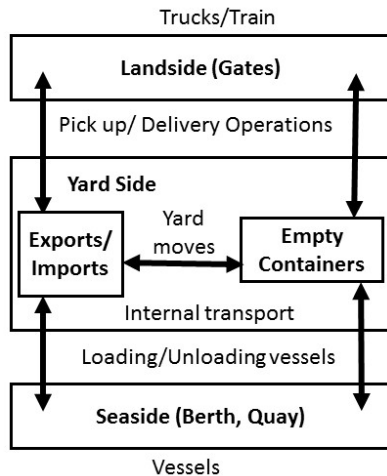 Trucks/Train
Landside (Gates)
Pick up/ Delivery Operations
Yard Side
Exports/
Imports
Yard
moves
Empty
Containers
Internal transport
Loading/Unloading vessels
Seaside (Berth, Quay)
Vessels